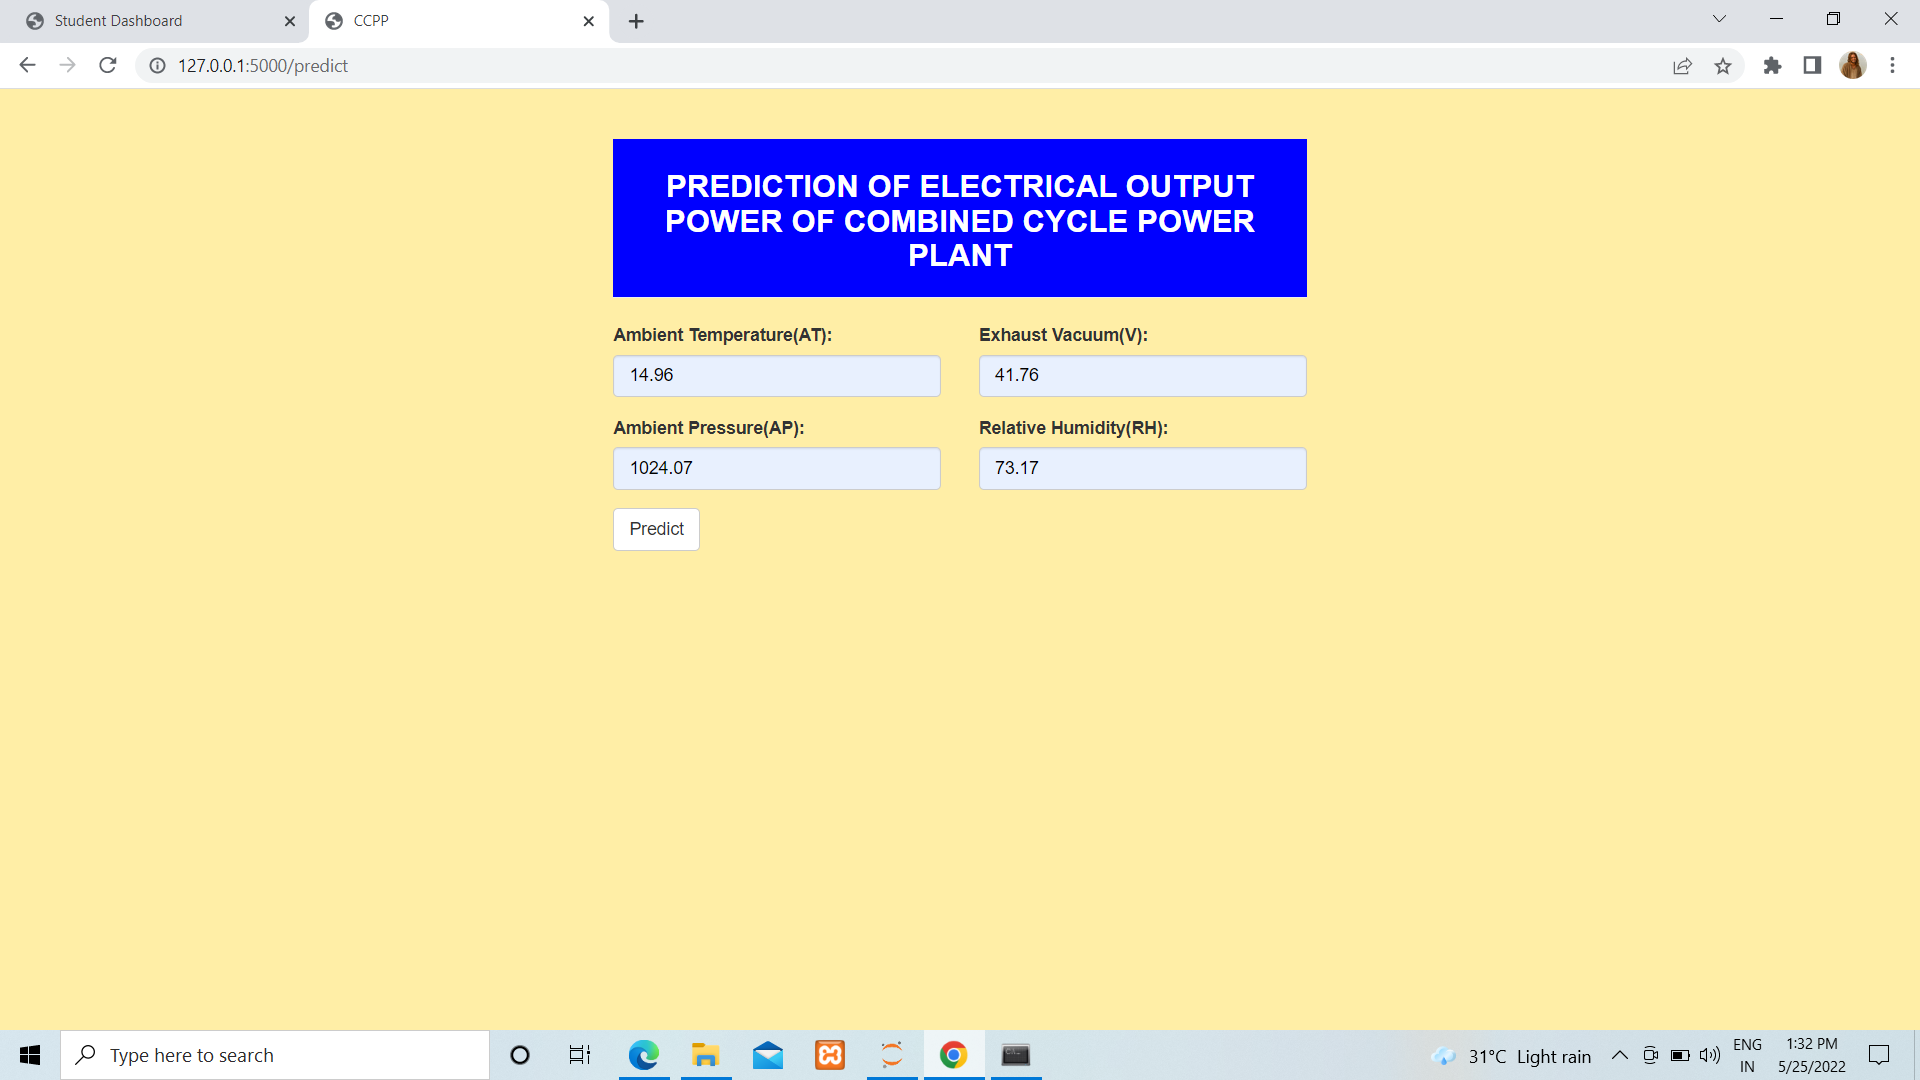 Student Dashboard
CCPP
127.0.0.1:5000/predict
PREDICTION OF ELECTRICAL OUTPUT
POWER OF COMBINED CYCLE POWER
PLANT
Ambient Temperature(AT):
Exhaust Vacuum(V):
14.96
41.76
Ambient Pressure(AP):
Relative Humidity(RH):
1024.07
73.17
Predict
Type here to search
31°C Light rain
ENG
IN
1:32 PM
5/25/2022